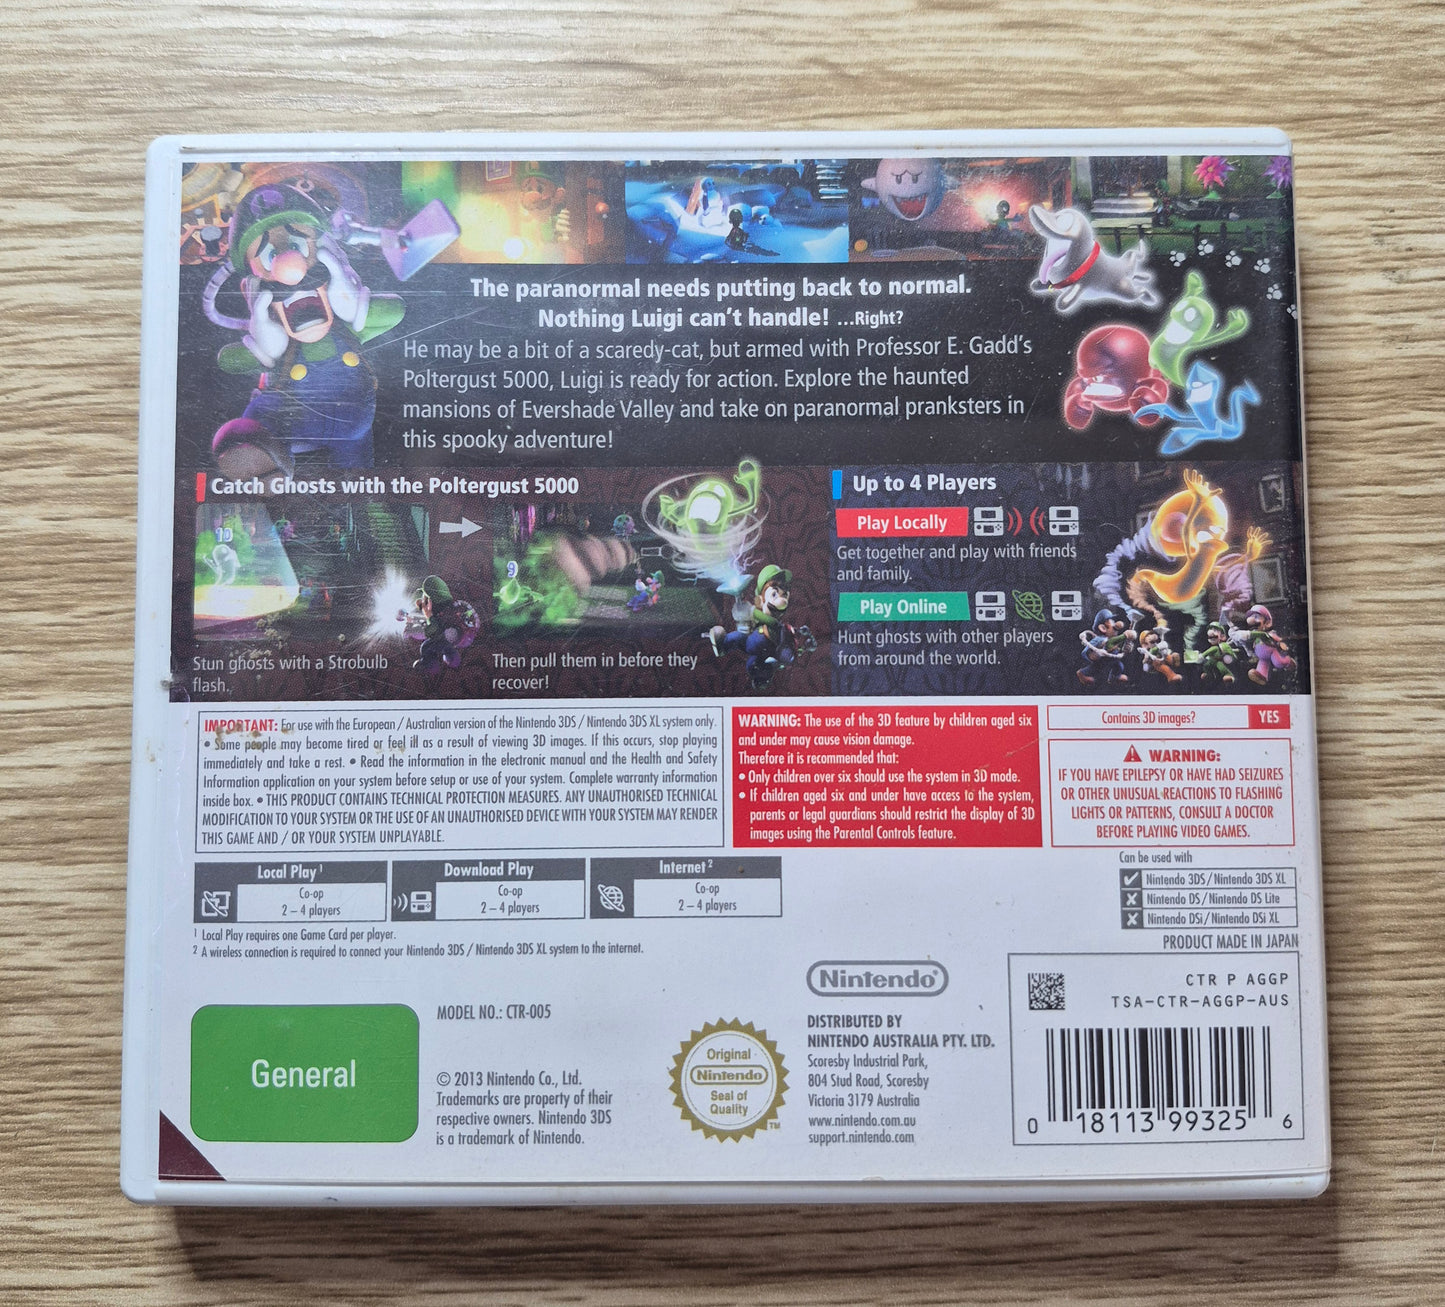 The paranormal needs putting back to normal.
Nothing Luigi can't handle! ...Right?
He may be a bit of a scaredy-cat, but armed with Professor E. Gadd's
Poltergust 5000, Luigi is ready for action. Explore the haunted
mansions of Evershade Valley and take on paranormal pranksters in
this spooky adventure!
Catch Ghosts with the Poltergust 5000
10
9
Stun ghosts with a Strobulb
flash.
Then pull them in before they
recover!
Up to 4 Players
Play Locally
Get together and play with friends
and family.
Play Online
Hunt ghosts with other players
from around the world.
IMPORTANT: For use with the European / Australian version of the Nintendo 3DS / Nintendo 3DS XL system only.
• Some people may become tired or feel ill as a result of viewing 3D images. If this occurs, stop playing
immediately and take a rest. • Read the information in the electronic manual and the Health and Safety
Information application on your system before setup or use of your system. Complete warranty information
inside box. • THIS PRODUCT CONTAINS TECHNICAL PROTECTION MEASURES. ANY UNAUTHORISED TECHNICAL
MODIFICATION TO YOUR SYSTEM OR THE USE OF AN UNAUTHORISED DEVICE WITH YOUR SYSTEM MAY RENDER
THIS GAME AND / OR YOUR SYSTEM UNPLAYABLE.
WARNING: The use of the 3D feature by children aged six
and under may cause vision damage.
Therefore it is recommended that:
• Only children over six should use the system in 3D mode.
• If children aged six and under have access to the system,
parents or legal guardians should restrict the display of 3D
images using the Parental Controls feature.
Contains 3D images? YES
WARNING:
IF YOU HAVE EPILEPSY OR HAVE HAD SEIZURES
OR OTHER UNUSUAL REACTIONS TO FLASHING
LIGHTS OR PATTERNS, CONSULT A DOCTOR
BEFORE PLAYING VIDEO GAMES.
Local Play 1
Co-op
2 – 4 players
Download Play
Co-op
2 – 4 players
Internet 2
Co-op
2 – 4 players
1 Local Play requires one Game Card per player.
2 A wireless connection is required to connect your Nintendo 3DS / Nintendo 3DS XL system to the internet.
Can be used with
Nintendo 3DS / Nintendo 3DS XL
Nintendo DS / Nintendo DS Lite
Nintendo DSi / Nintendo DSi XL
PRODUCT MADE IN JAPAN
General
MODEL NO.: CTR-005
© 2013 Nintendo Co., Ltd.
Trademarks are property of their
respective owners. Nintendo 3DS
is a trademark of Nintendo.
Original
Nintendo
Seal of
Quality
TM
Nintendo®
DISTRIBUTED BY
NINTENDO AUSTRALIA PTY. LTD.
Scoresby Industrial Park,
804 Stud Road, Scoresby
Victoria 3179 Australia
www.nintendo.com.au
support.nintendo.com
CTR P AGGP
TSA-CTR-AGGP-AUS
0 18113 99325 6